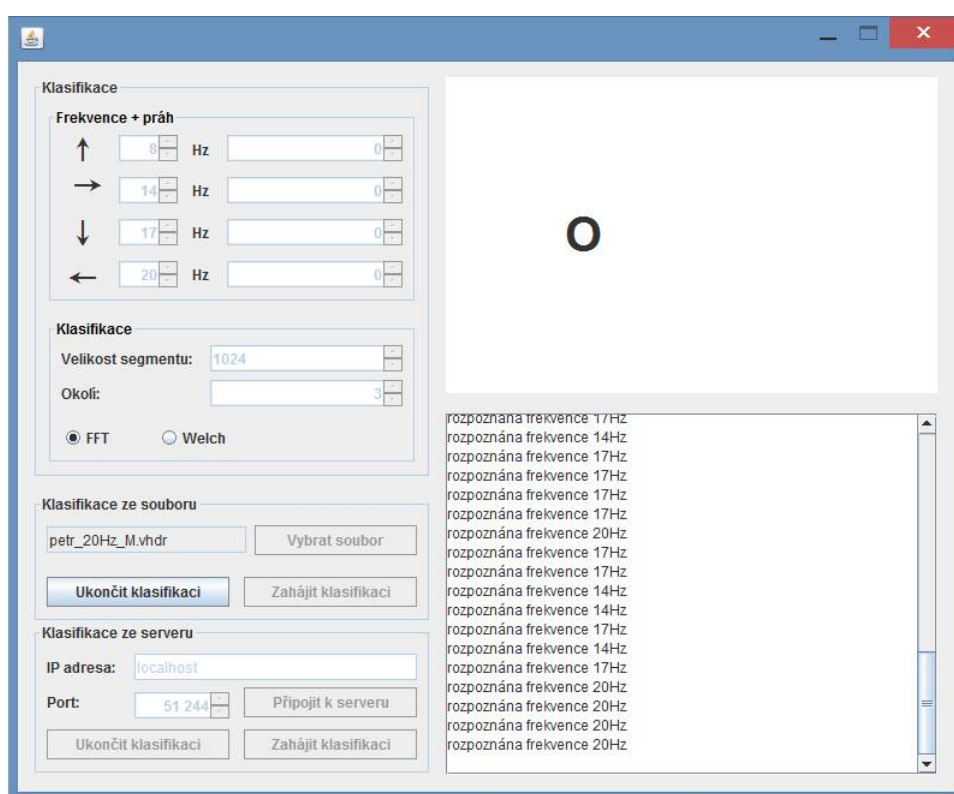 Klasifikace
Frekvence + práh
8 Hz 0
14 Hz 0
17 Hz 0
20 Hz 0
Klasifikace
Velikost segmentu: 1024
Okolí: 3
FFT Welch
Klasifikace ze souboru
petr_20Hz_M.vhdr Vybrat soubor
Ukončit klasifikaci Zahájit klasifikaci
Klasifikace ze serveru
IP adresa: localhost
Port: 51 244 Připojit k serveru
Ukončit klasifikaci Zahájit klasifikaci
O
rozpoznána frekvence 17Hz
rozpoznána frekvence 14Hz
rozpoznána frekvence 17Hz
rozpoznána frekvence 17Hz
rozpoznána frekvence 17Hz
rozpoznána frekvence 17Hz
rozpoznána frekvence 20Hz
rozpoznána frekvence 17Hz
rozpoznána frekvence 17Hz
rozpoznána frekvence 14Hz
rozpoznána frekvence 14Hz
rozpoznána frekvence 17Hz
rozpoznána frekvence 14Hz
rozpoznána frekvence 17Hz
rozpoznána frekvence 20Hz
rozpoznána frekvence 20Hz
rozpoznána frekvence 20Hz
rozpoznána frekvence 20Hz